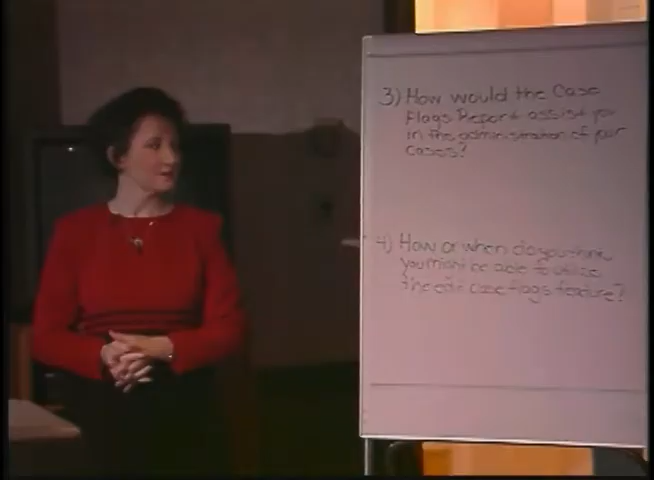 3) How would the Case
Flags Report assist you
in the administration of your
cases?
4) How or when do you think
you might be able to utilize
the edit case flags feature?